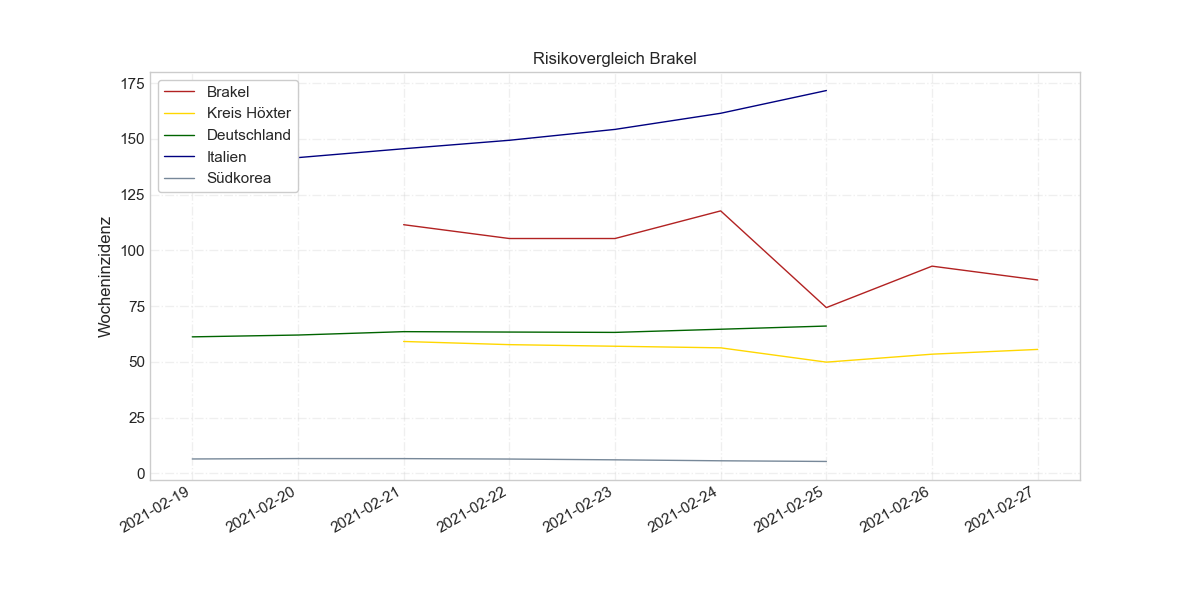 Risikovergleich Brakel
175
150
125
100
75
50
25
0
Wocheninzidenz
Brakel
Kreis Höxter
Deutschland
Italien
Südkorea
2021-02-19
2021-02-20
2021-02-21
2021-02-22
2021-02-23
2021-02-24
2021-02-25
2021-02-26
2021-02-27